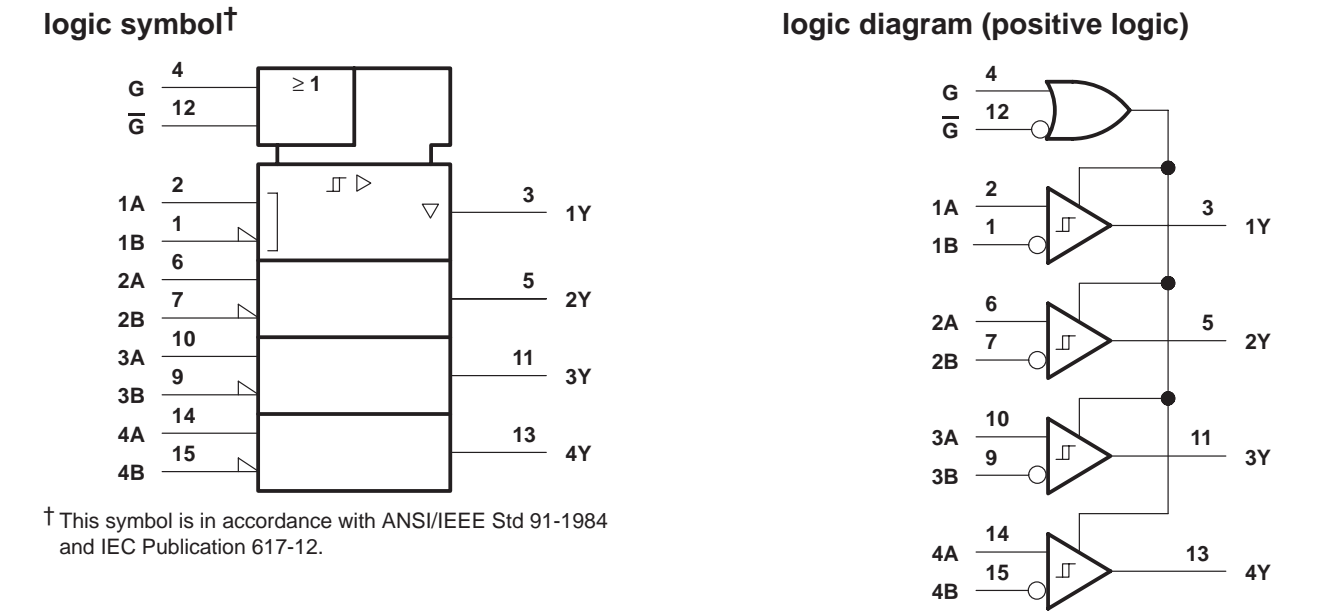 logic symbol†
4
G
≥ 1
12
G̅
2
1A
3
1Y
1
1B
6
2A
5
2Y
7
2B
10
3A
11
3Y
9
3B
14
4A
13
4Y
15
4B
† This symbol is in accordance with ANSI/IEEE Std 91-1984
and IEC Publication 617-12.
logic diagram (positive logic)
4
G
12
G̅
2
1A
3
1Y
1
1B
6
2A
5
2Y
7
2B
10
3A
11
3Y
9
3B
14
4A
13
4Y
15
4B